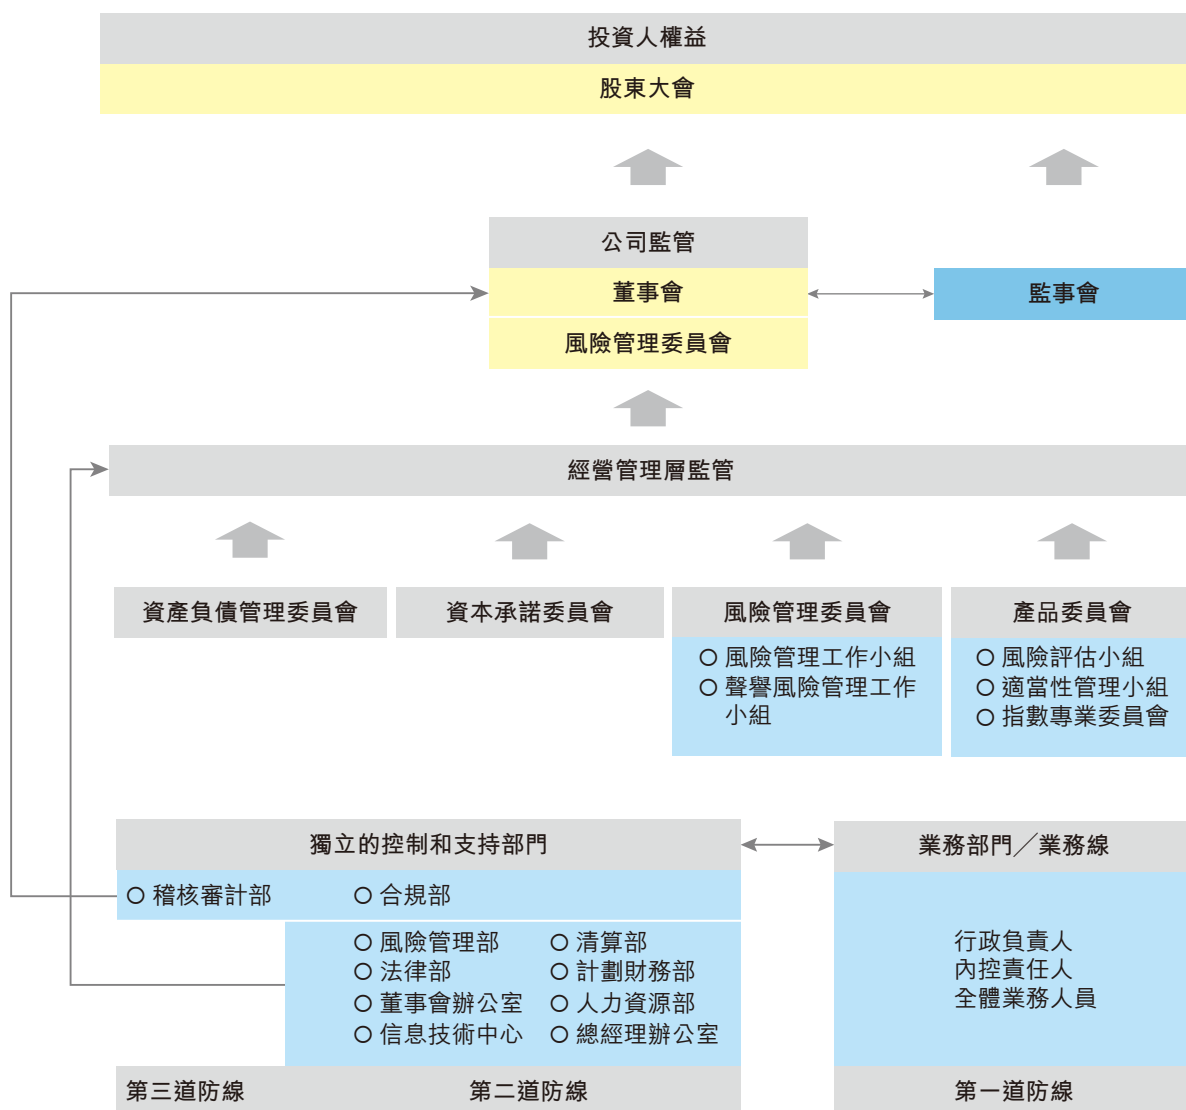 投資人權益
股東大會
公司監管
董事會
監事會
風險管理委員會
經營管理層監管
資產負債管理委員會
資本承諾委員會
風險管理委員會
○ 風險管理工作小組
○ 聲譽風險管理工作
小組
產品委員會
○ 風險評估小組
○ 適當性管理小組
○ 指數專業委員會
獨立的控制和支持部門
○ 稽核審計部
○ 合規部
○ 風險管理部
○ 法律部
○ 董事會辦公室
○ 信息技術中心
○ 清算部
○ 計劃財務部
○ 人力資源部
○ 總經理辦公室
第三道防線
第二道防線
業務部門╱業務線
行政負責人
內控責任人
全體業務人員
第一道防線